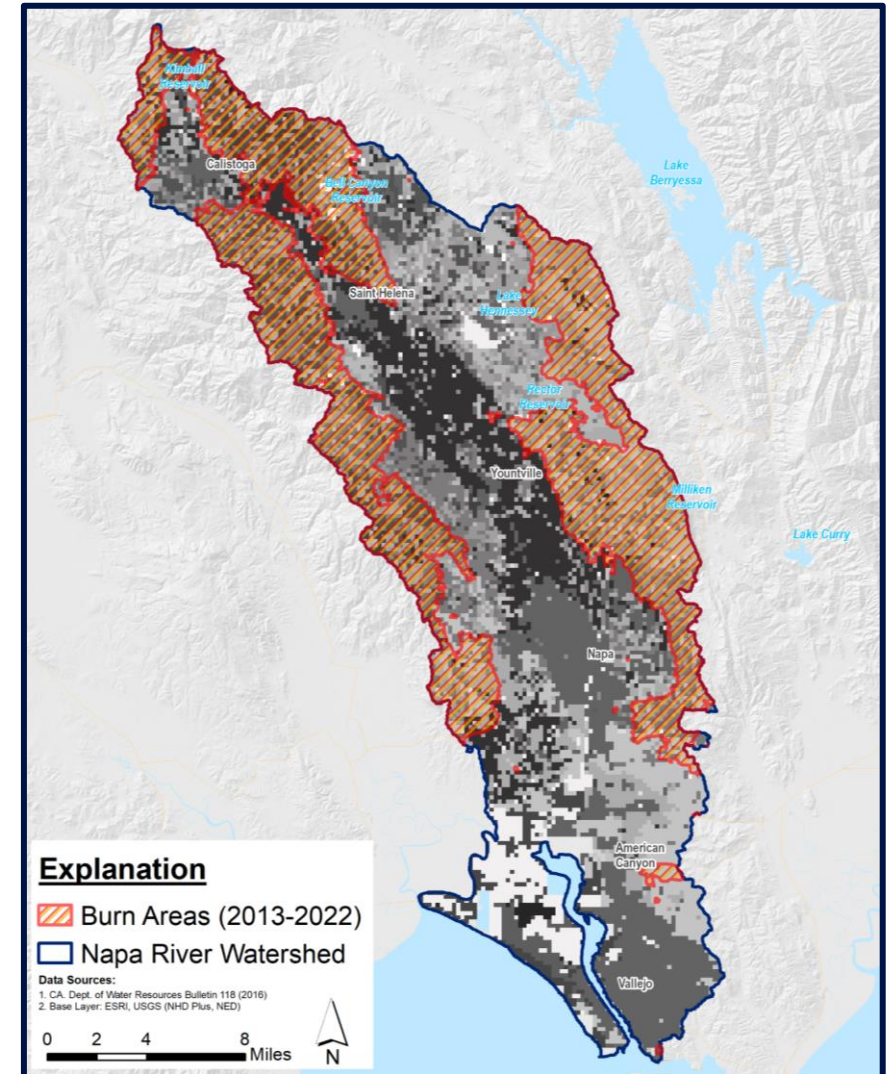 Kimball
Reservoir
Calistoga
Lake
Berryessa
Bell Canyon
Reservoir
Saint Helena
Lake
Hennessey
Rector
Reservoir
Yountville
Milliken
Reservoir
Lake Curry
Napa
American
Canyon
Vallejo
Explanation
Burn Areas (2013-2022)
Napa River Watershed
Data Sources:
1. CA. Dept. of Water Resources Bulletin 118 (2016)
2. Base Layer: ESRI, USGS (NHD Plus, NED)
0 2 4 8
Miles
N